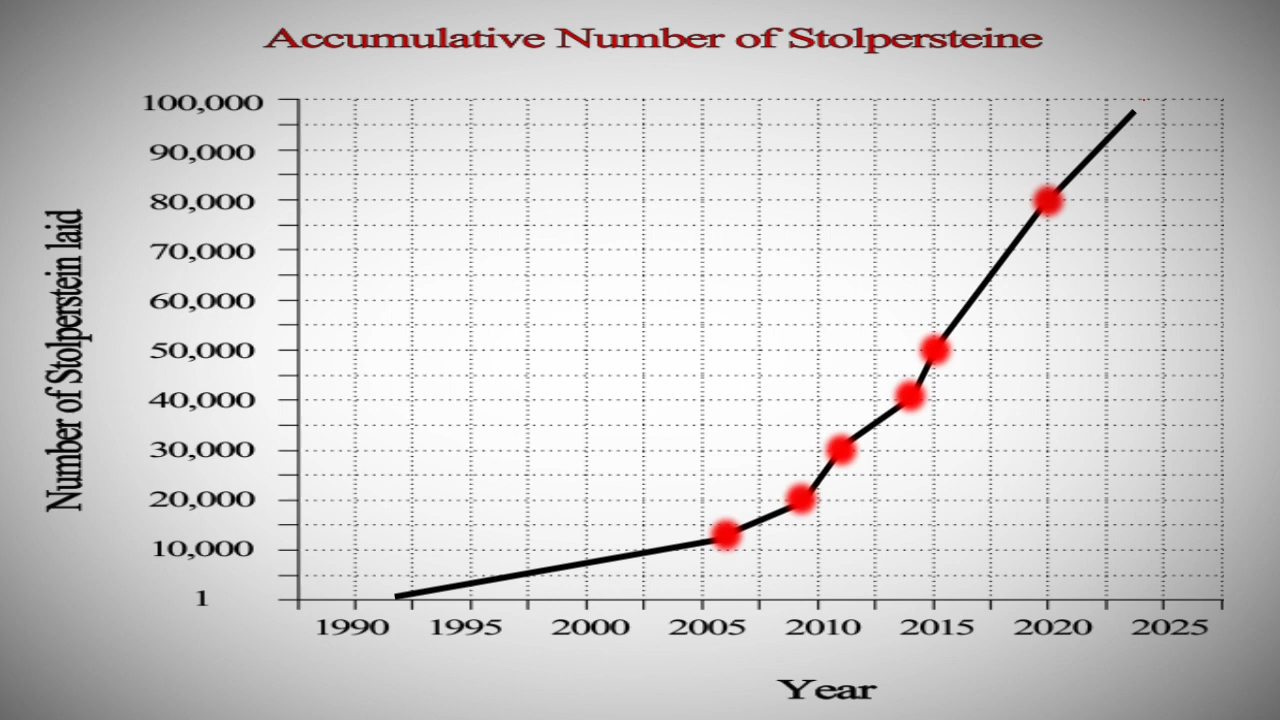 Accumulative Number of Stolpersteine
Number of Stolperstein laid
100,000
90,000
80,000
70,000
60,000
50,000
40,000
30,000
20,000
10,000
1
1990 1995 2000 2005 2010 2015 2020 2025
Year